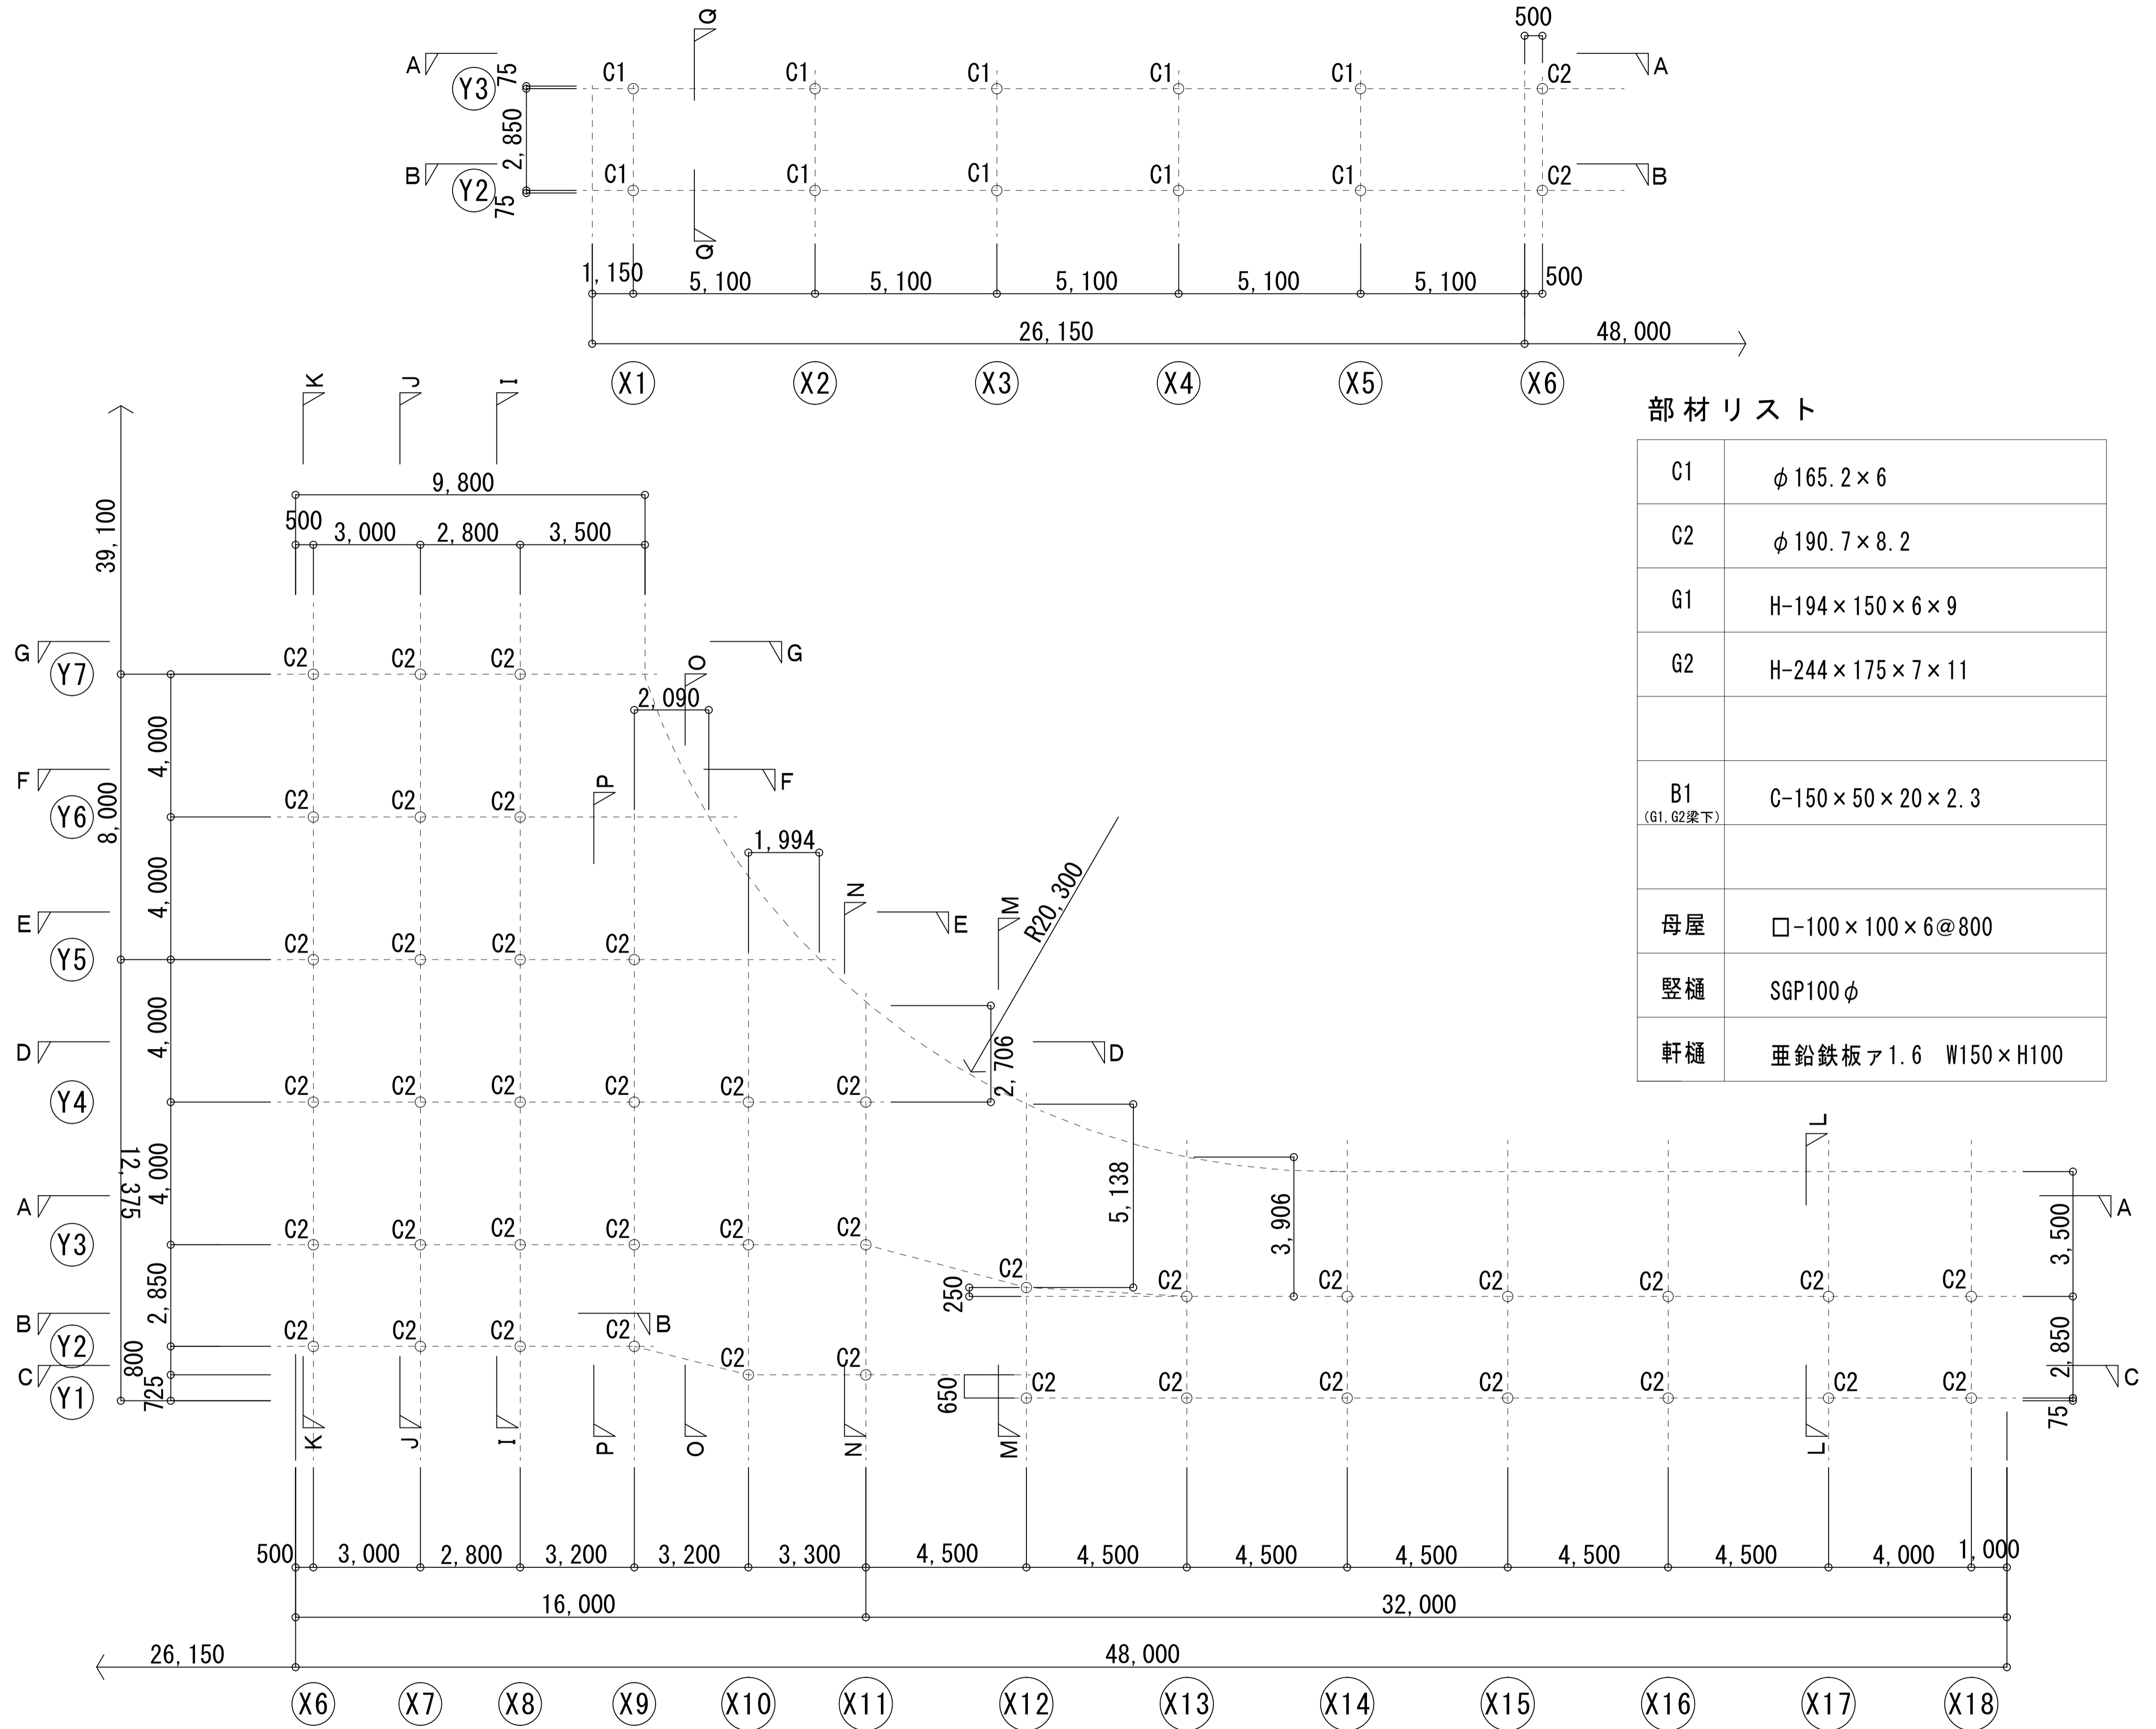 Q
500
A
Y3
75
C1
C1
C1
C1
C1
C2
A
2,850
B
Y2
75
C1
C1
C1
C1
C1
C2
B
Q
1,150
5,100
5,100
5,100
5,100
5,100
500
26,150
48,000
X1
X2
X3
X4
X5
X6
K
J
I
9,800
500
3,000
2,800
3,500
39,100
部材リスト
C1 φ165.2×6
C2 φ190.7×8.2
G1 H-194×150×6×9
G2 H-244×175×7×11
B1 C-150×50×20×2.3
(G1,G2梁下)
母屋 □-100×100×6@800
竪樋 SGP100φ
軒樋 亜鉛鉄板ァ1.6 W150×H100
G
Y7
C2
C2
C2
O
G
2,090
4,000
8,000
F
Y6
C2
C2
C2
P
F
1,994
4,000
E
Y5
C2
C2
C2
C2
N
E
M
R20,300
4,000
D
Y4
C2
C2
C2
C2
C2
C2
2,706
D
12,375
4,000
5,138
3,906
L
A
Y3
C2
C2
C2
C2
C2
C2
A
3,500
2,850
C2
250
C2
C2
C2
C2
C2
C2
B
Y2
C2
C2
C2
C2
B
800
C
Y1
725
C2
C2
650
C2
C2
C2
C2
C2
C2
C2
2,850
C
75
K
J
I
P
O
N
M
L
500
3,000
2,800
3,200
3,200
3,300
4,500
4,500
4,500
4,500
4,500
4,500
4,000
1,000
16,000
32,000
26,150
48,000
X6
X7
X8
X9
X10
X11
X12
X13
X14
X15
X16
X17
X18